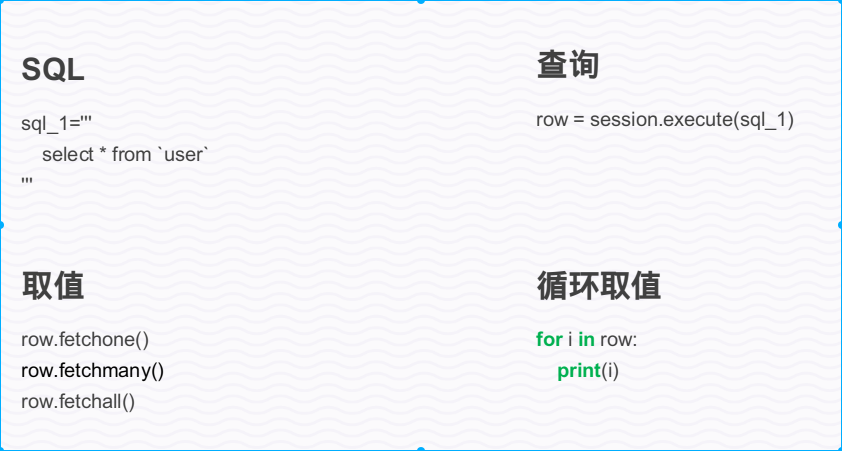 SQL
sql_1='''
select * from `user`
'''
查询
row = session.execute(sql_1)
取值
row.fetchone()
row.fetchmany()
row.fetchall()
循环取值
for i in row:
print(i)